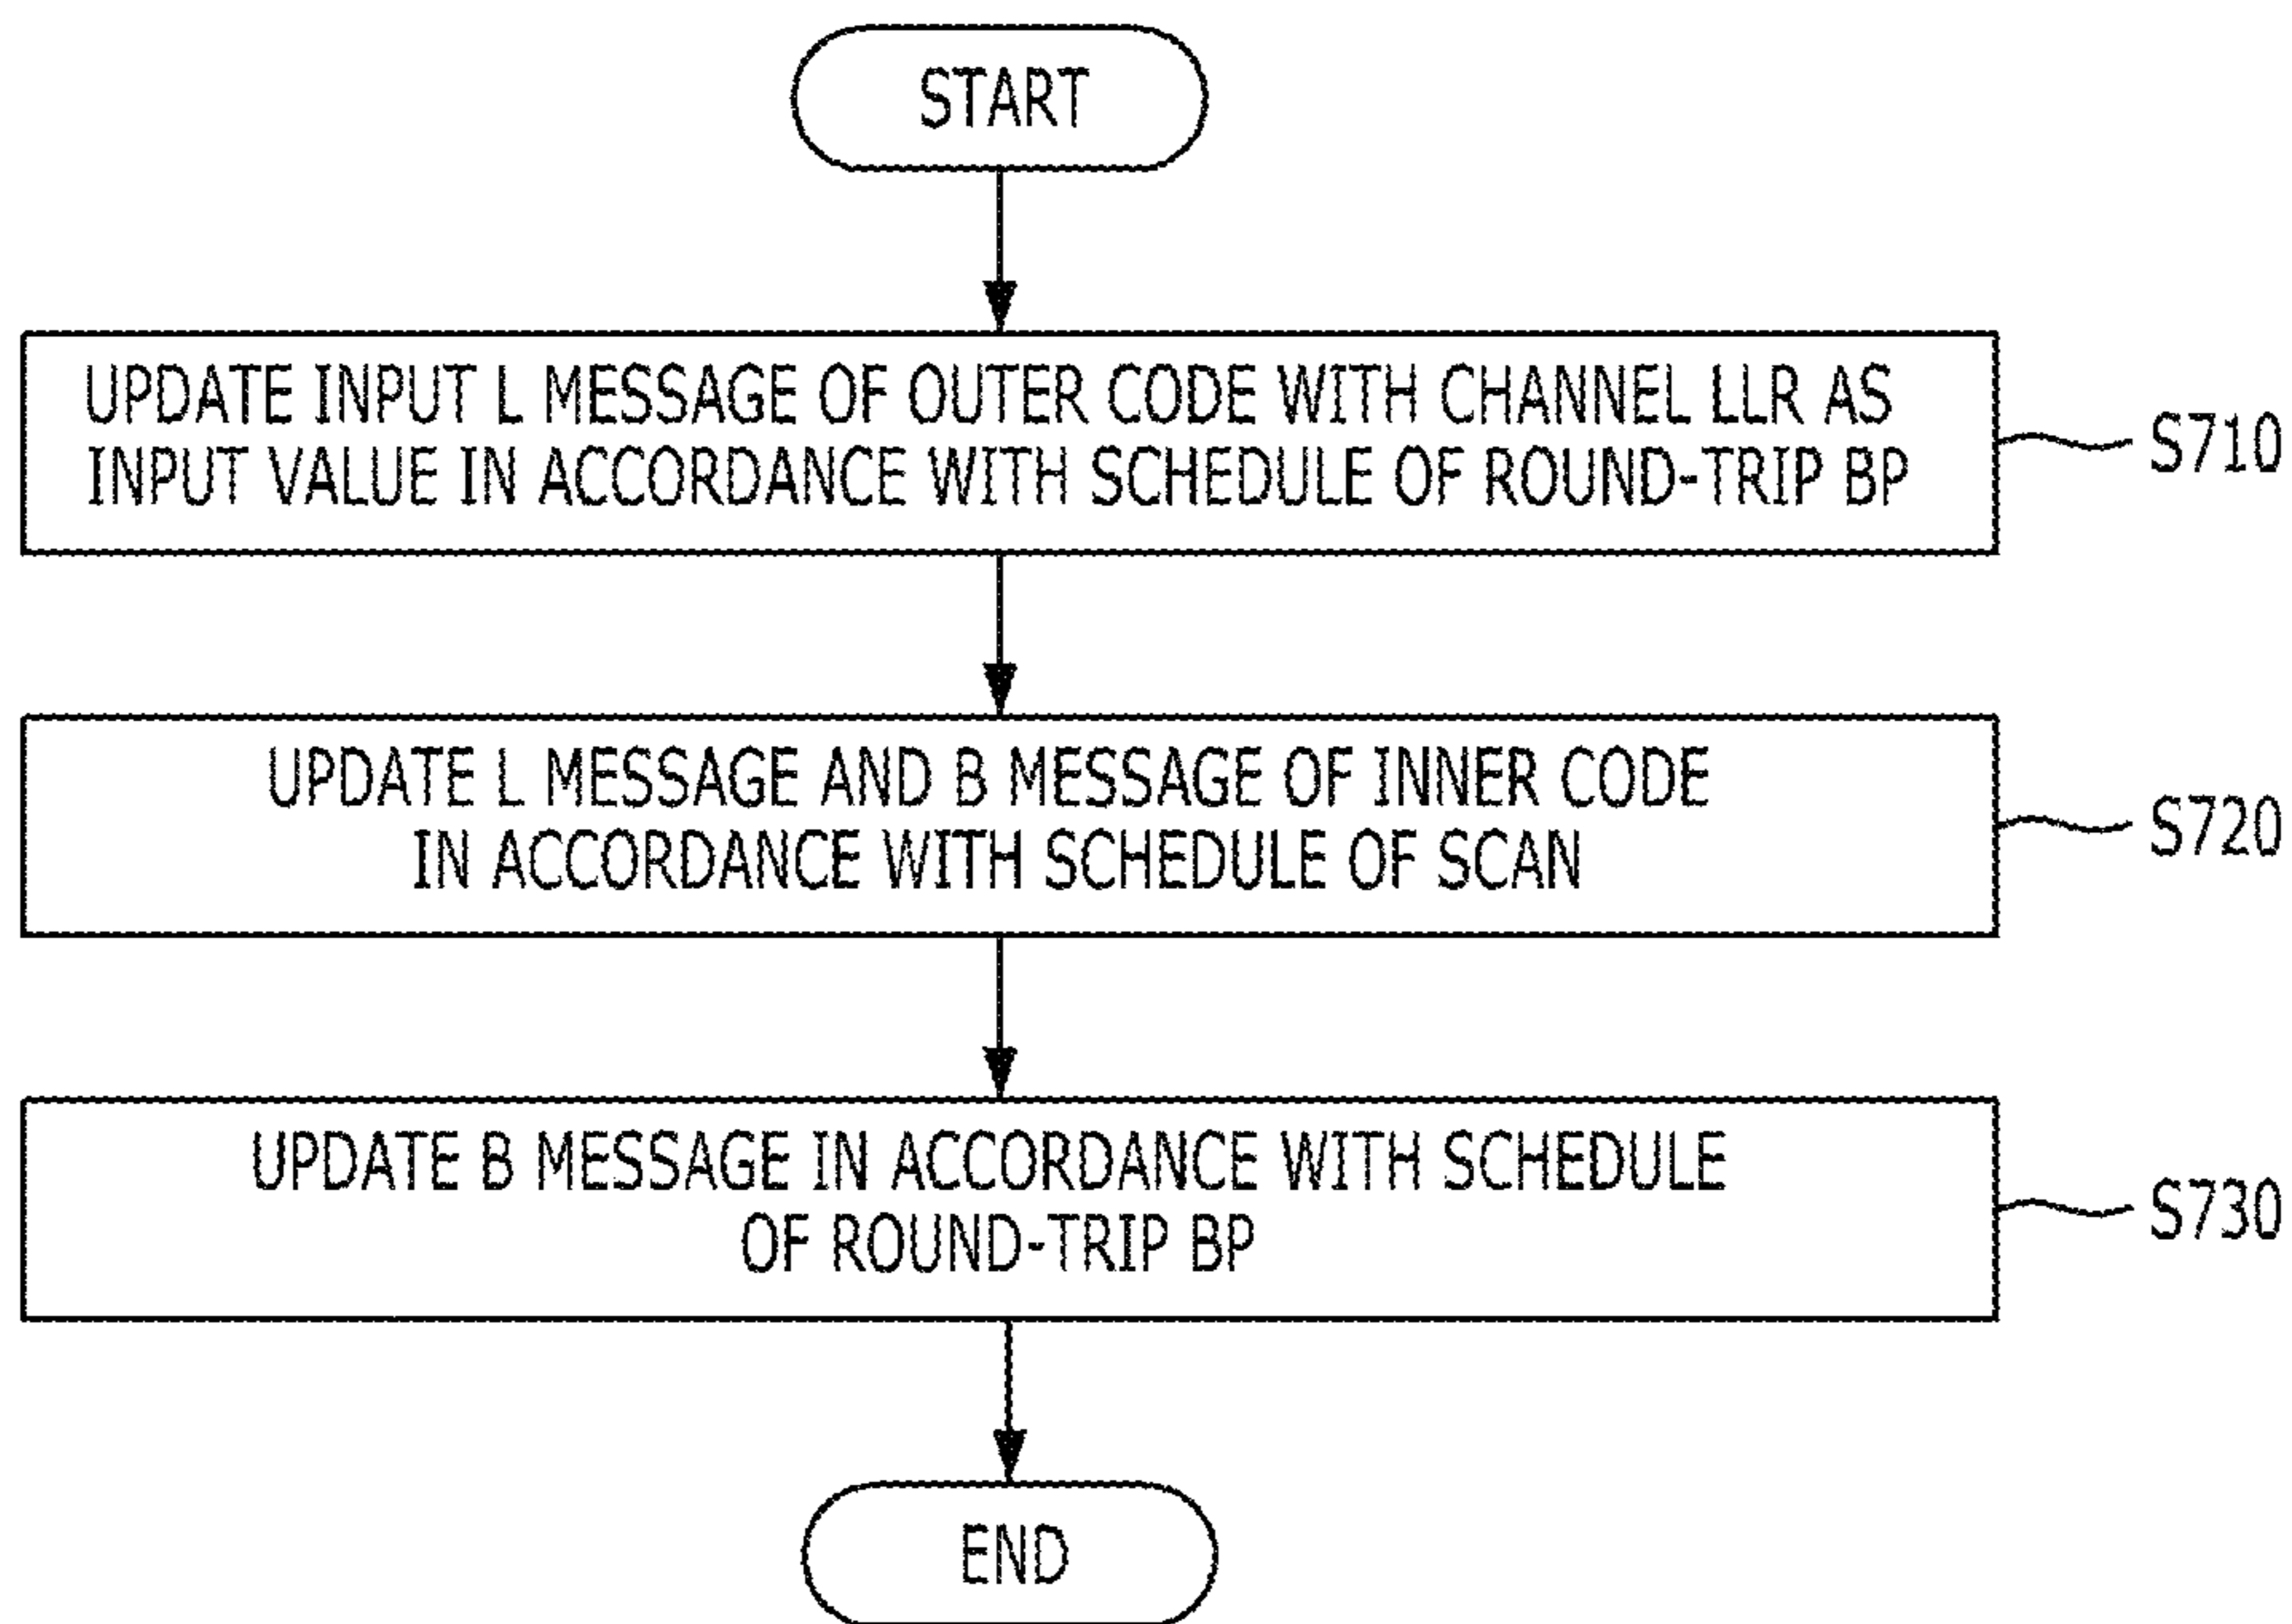 START
UPDATE INPUT L MESSAGE OF OUTER CODE WITH CHANNEL LLR AS
INPUT VALUE IN ACCORDANCE WITH SCHEDULE OF ROUND-TRIP BP
S710
UPDATE L MESSAGE AND B MESSAGE OF INNER CODE
IN ACCORDANCE WITH SCHEDULE OF SCAN
S720
UPDATE B MESSAGE IN ACCORDANCE WITH SCHEDULE
OF ROUND-TRIP BP
S730
END